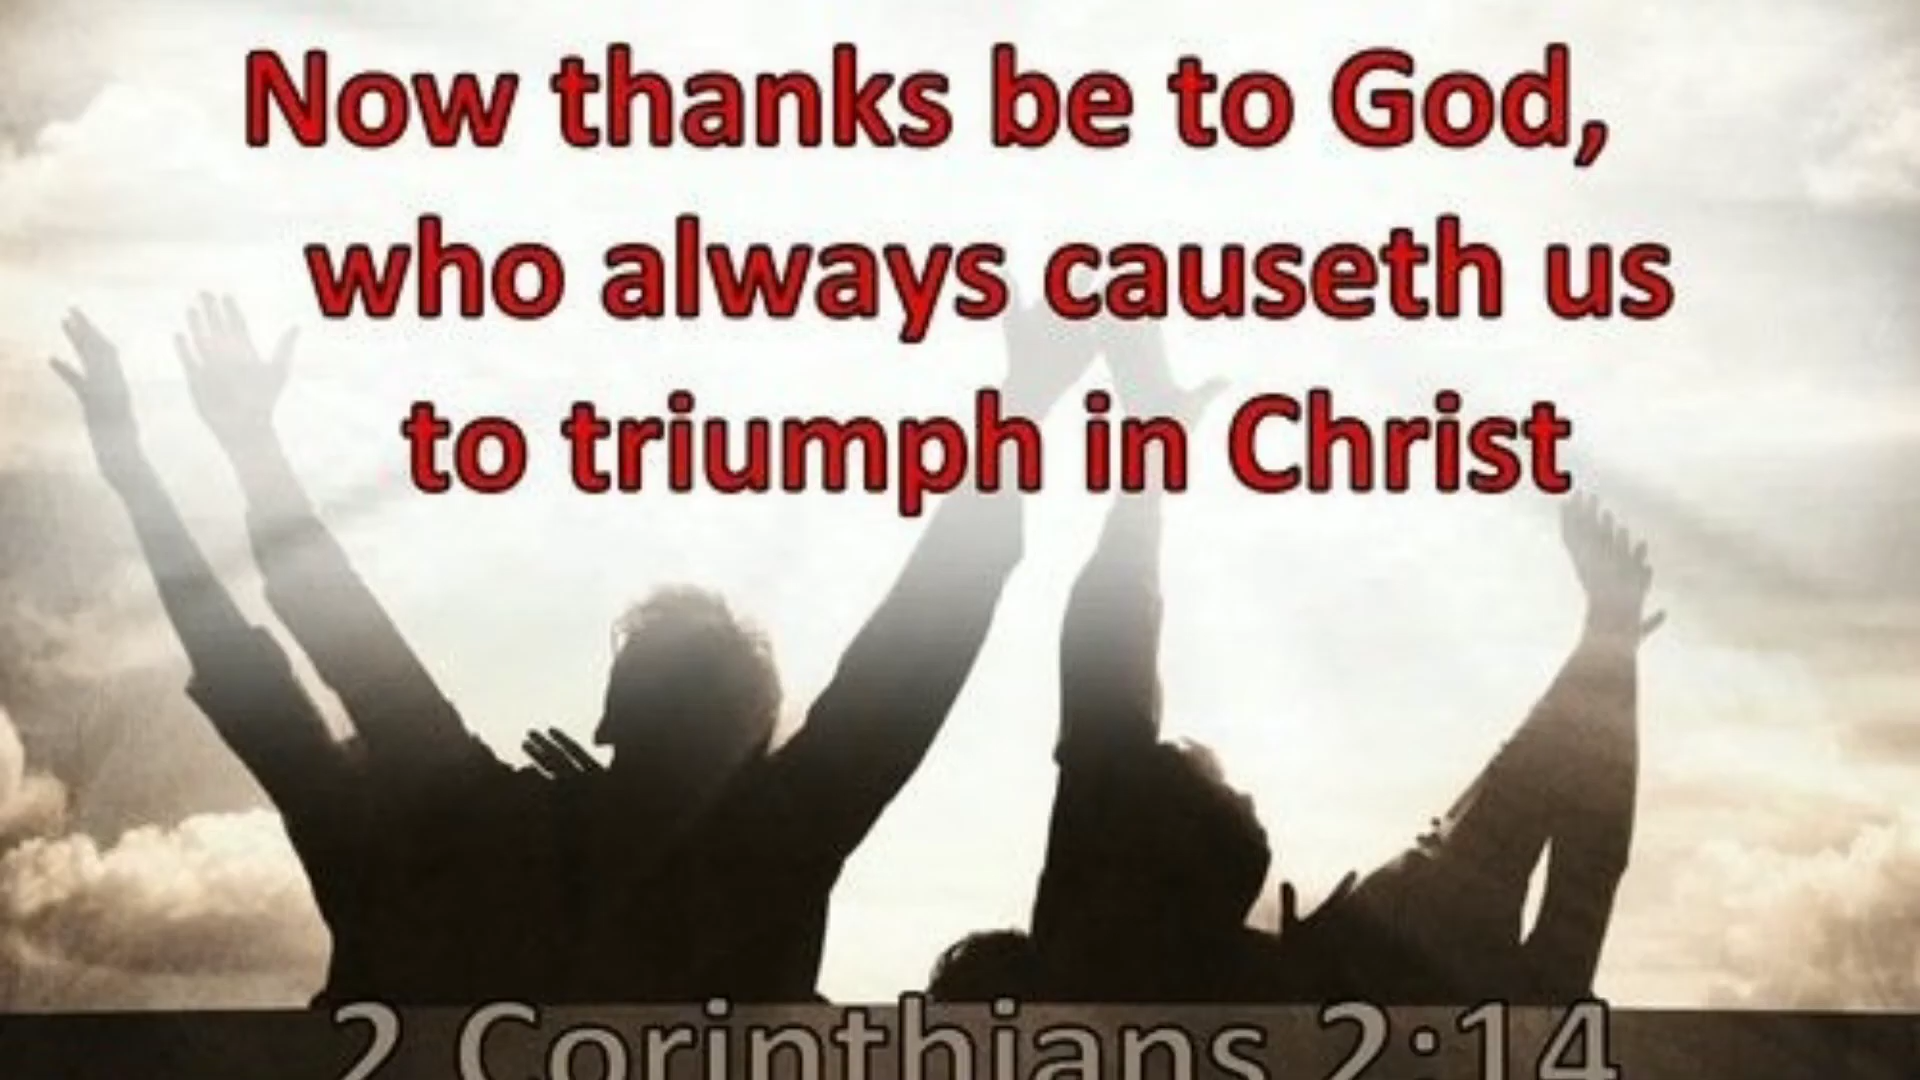 Now thanks be to God,
who always causeth us
to triumph in Christ
2 Corinthians 2:14